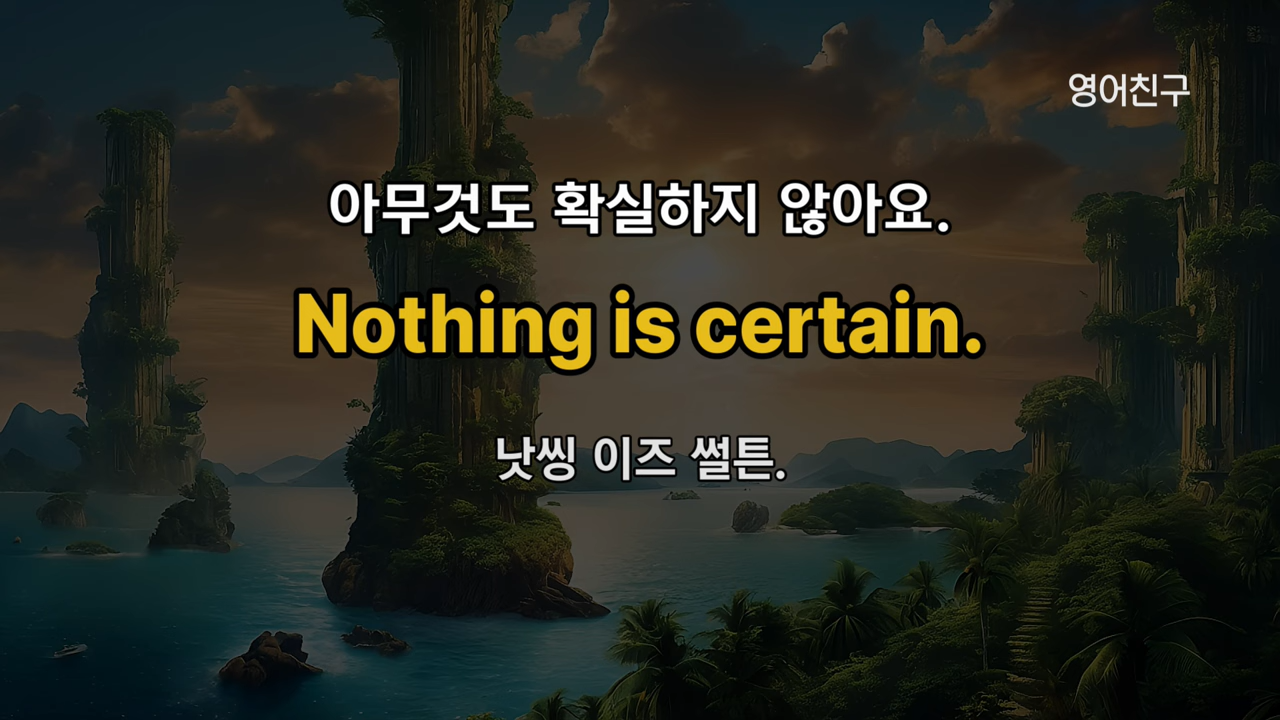 영어친구
아무것도 확실하지 않아요.
Nothing is certain.
낫씽 이즈 썰튼.